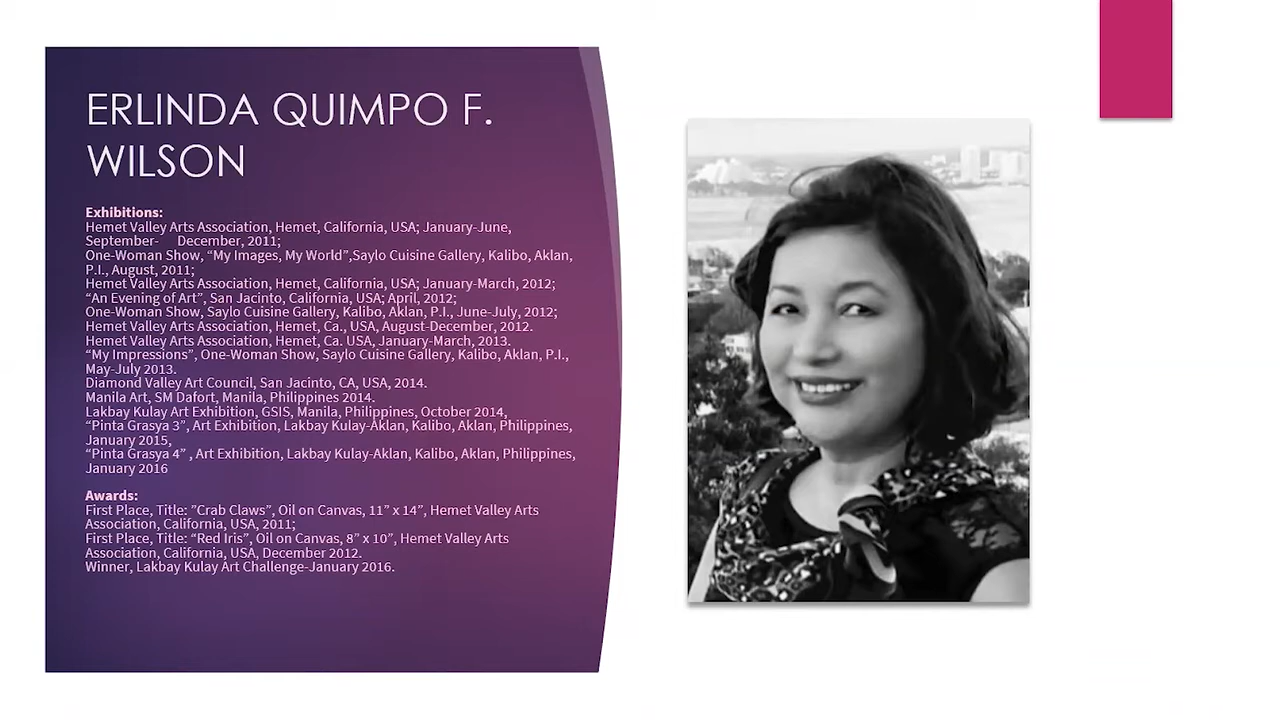 ERLINDA QUIMPO F.
WILSON
Exhibitions:
Hemet Valley Arts Association, Hemet, California, USA; January-June,
September- December, 2011;
One-Woman Show, “My Images, My World”,Saylo Cuisine Gallery, Kalibo, Aklan,
P.I., August, 2011;
Hemet Valley Arts Association, Hemet, California, USA; January-March, 2012;
“An Evening of Art”, San Jacinto, California, USA; April, 2012;
One-Woman Show, Saylo Cuisine Gallery, Kalibo, Aklan, P.I., June-July, 2012;
Hemet Valley Arts Association, Hemet, Ca., USA, August-December, 2012.
Hemet Valley Arts Association, Hemet, Ca. USA, January-March, 2013.
“My Impressions”, One-Woman Show, Saylo Cuisine Gallery, Kalibo, Aklan, P.I.,
May-July 2013.
Diamond Valley Art Council, San Jacinto, CA, USA, 2014.
Manila Art, SM Dafort, Manila, Philippines 2014.
Lakbay Kulay Art Exhibition, GSIS, Manila, Philippines, October 2014,
“Pinta Grasya 3”, Art Exhibition, Lakbay Kulay-Aklan, Kalibo, Aklan, Philippines,
January 2015,
“Pinta Grasya 4” , Art Exhibition, Lakbay Kulay-Aklan, Kalibo, Aklan, Philippines,
January 2016
Awards:
First Place, Title: ”Crab Claws”, Oil on Canvas, 11” x 14”, Hemet Valley Arts
Association, California, USA, 2011;
First Place, Title: “Red Iris”, Oil on Canvas, 8” x 10”, Hemet Valley Arts
Association, California, USA, December 2012.
Winner, Lakbay Kulay Art Challenge-January 2016.